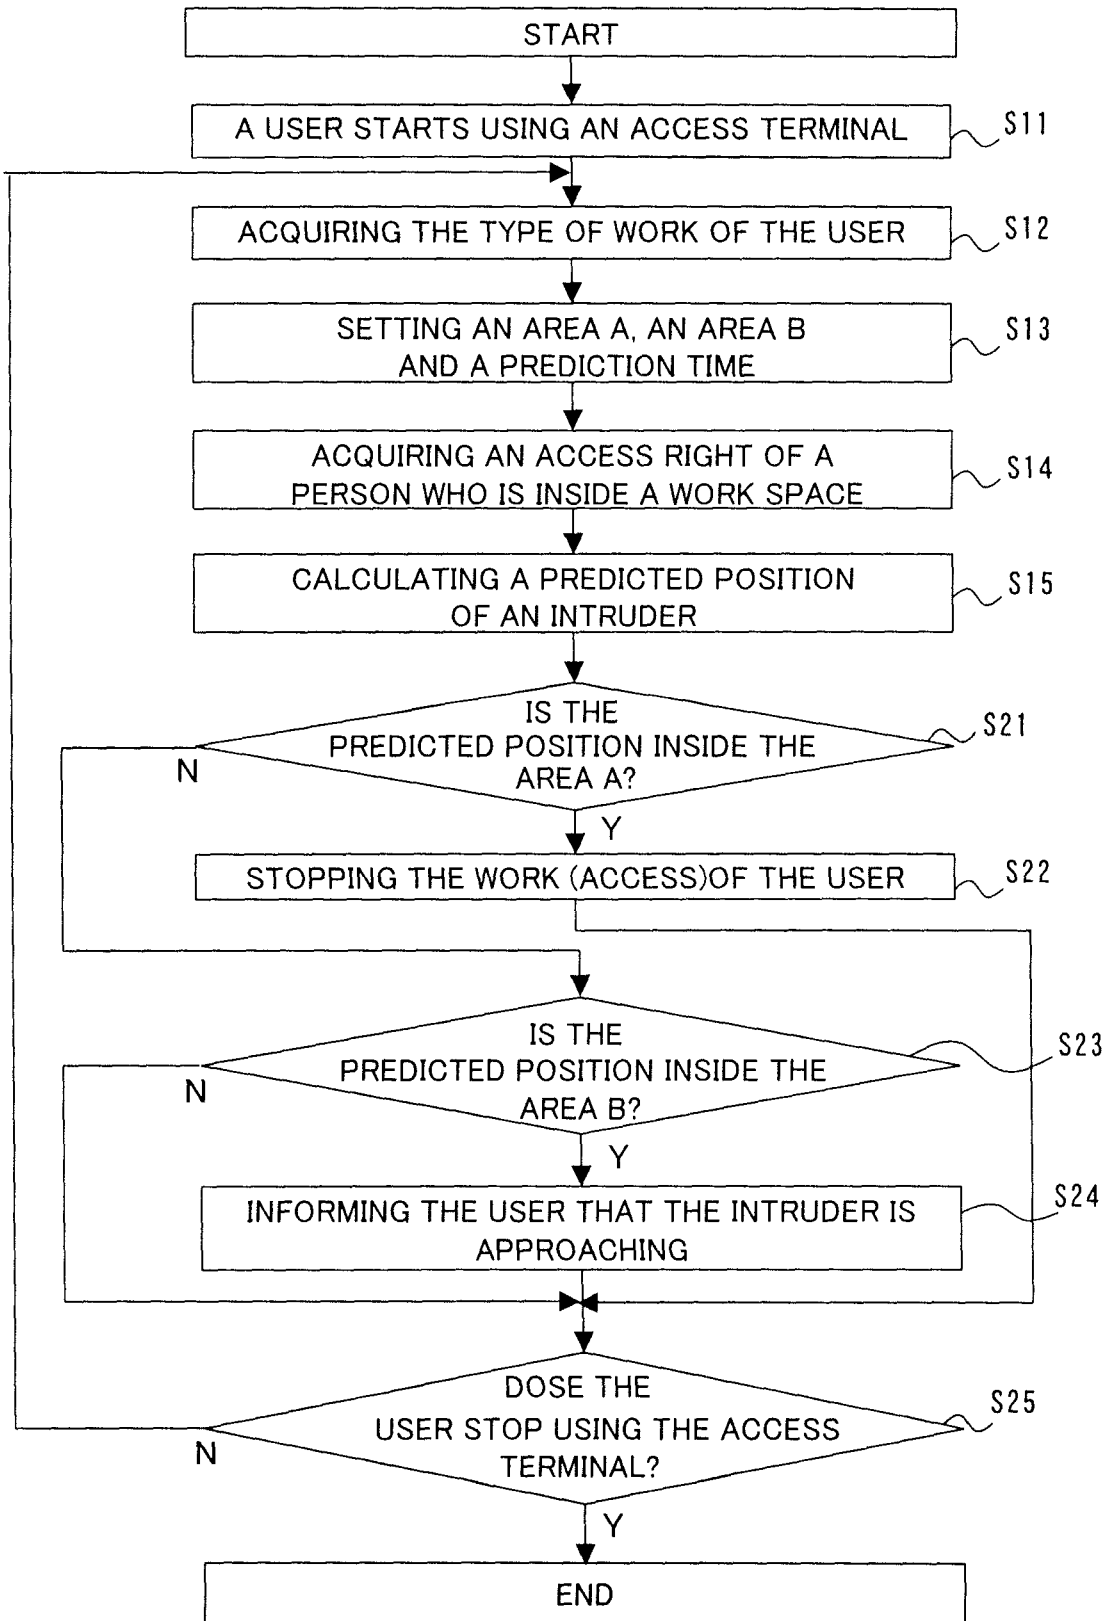 START
A USER STARTS USING AN ACCESS TERMINAL
S11
ACQUIRING THE TYPE OF WORK OF THE USER
S12
SETTING AN AREA A, AN AREA B
AND A PREDICTION TIME
S13
ACQUIRING AN ACCESS RIGHT OF A
PERSON WHO IS INSIDE A WORK SPACE
S14
CALCULATING A PREDICTED POSITION
OF AN INTRUDER
S15
IS THE
PREDICTED POSITION INSIDE THE
AREA A?
S21
N
Y
STOPPING THE WORK (ACCESS)OF THE USER
S22
IS THE
PREDICTED POSITION INSIDE THE
AREA B?
S23
N
Y
INFORMING THE USER THAT THE INTRUDER IS
APPROACHING
S24
DOSE THE
USER STOP USING THE ACCESS
TERMINAL?
S25
N
Y
END